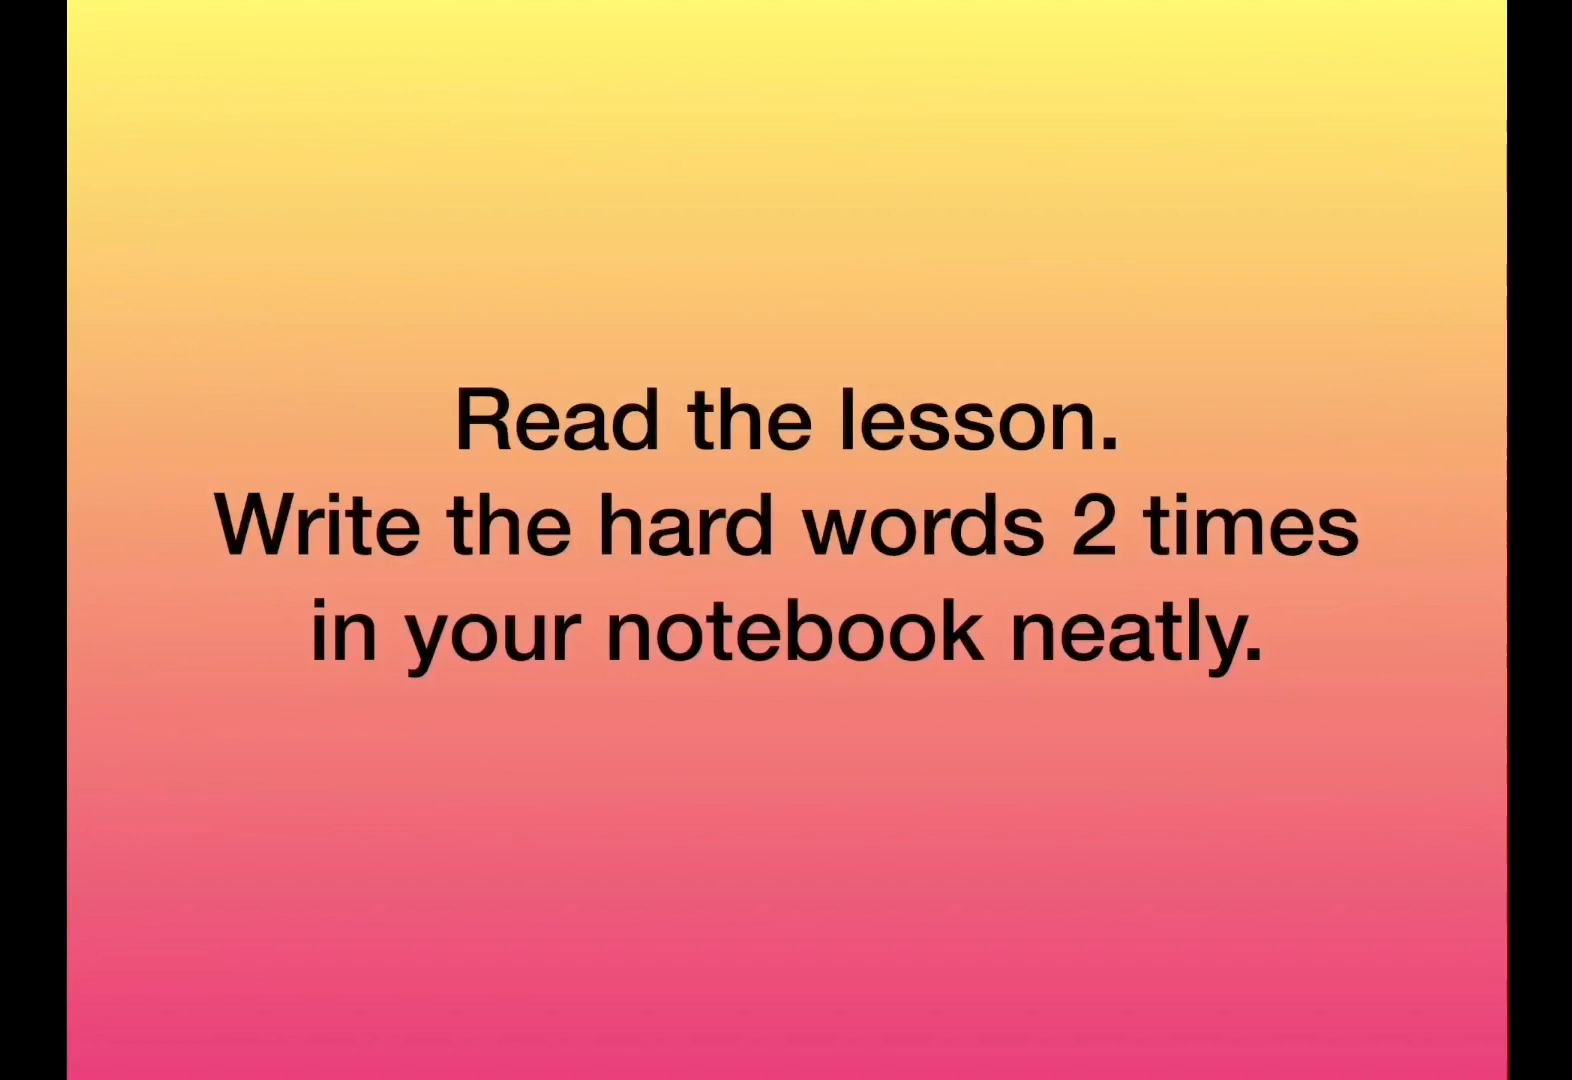 Read the lesson.
Write the hard words 2 times
in your notebook neatly.